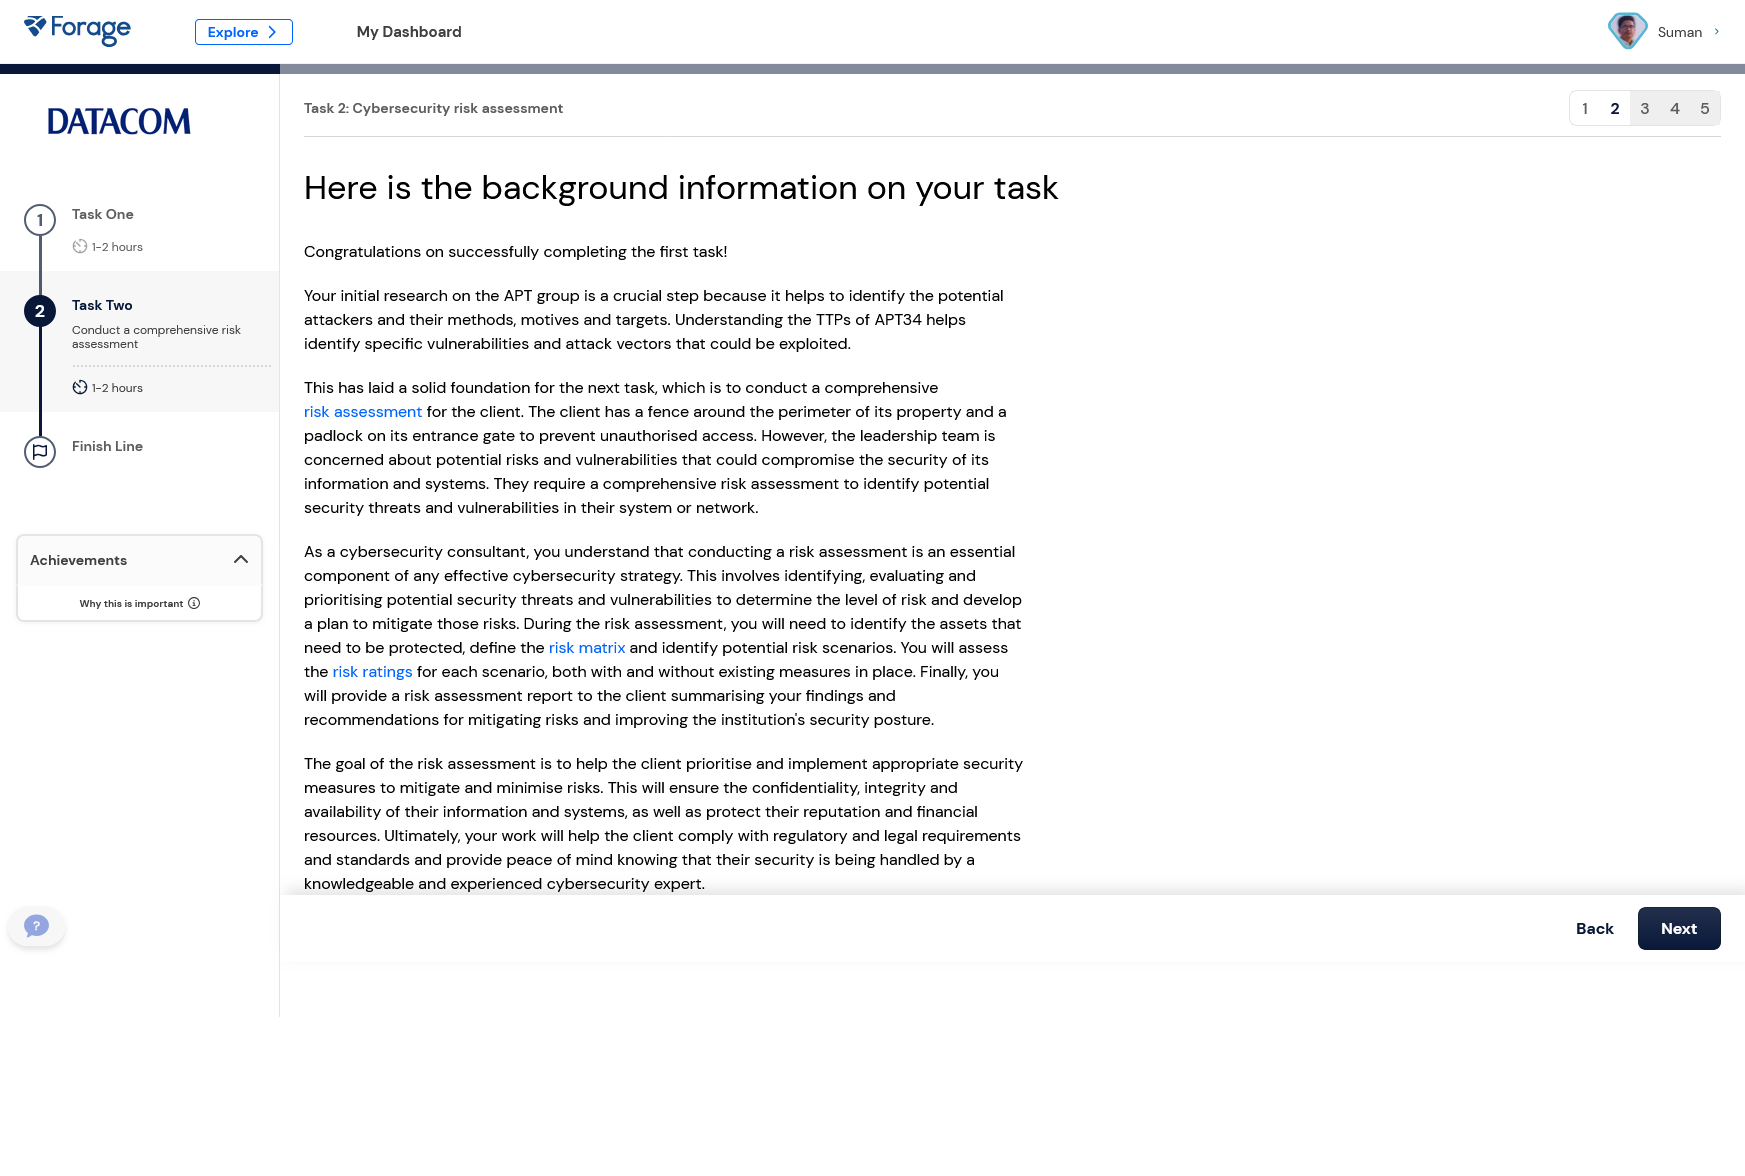 Forage
Explore
My Dashboard
Suman
DATACOM
Task 2: Cybersecurity risk assessment
1 2 3 4 5
1
Task One
1-2 hours
2
Task Two
Conduct a comprehensive risk
assessment
1-2 hours
Finish Line
Achievements
Why this is important
?
Here is the background information on your task
Congratulations on successfully completing the first task!
Your initial research on the APT group is a crucial step because it helps to identify the potential
attackers and their methods, motives and targets. Understanding the TTPs of APT34 helps
identify specific vulnerabilities and attack vectors that could be exploited.
This has laid a solid foundation for the next task, which is to conduct a comprehensive
risk assessment for the client. The client has a fence around the perimeter of its property and a
padlock on its entrance gate to prevent unauthorised access. However, the leadership team is
concerned about potential risks and vulnerabilities that could compromise the security of its
information and systems. They require a comprehensive risk assessment to identify potential
security threats and vulnerabilities in their system or network.
As a cybersecurity consultant, you understand that conducting a risk assessment is an essential
component of any effective cybersecurity strategy. This involves identifying, evaluating and
prioritising potential security threats and vulnerabilities to determine the level of risk and develop
a plan to mitigate those risks. During the risk assessment, you will need to identify the assets that
need to be protected, define the risk matrix and identify potential risk scenarios. You will assess
the risk ratings for each scenario, both with and without existing measures in place. Finally, you
will provide a risk assessment report to the client summarising your findings and
recommendations for mitigating risks and improving the institution's security posture.
The goal of the risk assessment is to help the client prioritise and implement appropriate security
measures to mitigate and minimise risks. This will ensure the confidentiality, integrity and
availability of their information and systems, as well as protect their reputation and financial
resources. Ultimately, your work will help the client comply with regulatory and legal requirements
and standards and provide peace of mind knowing that their security is being handled by a
knowledgeable and experienced cybersecurity expert.
Back
Next